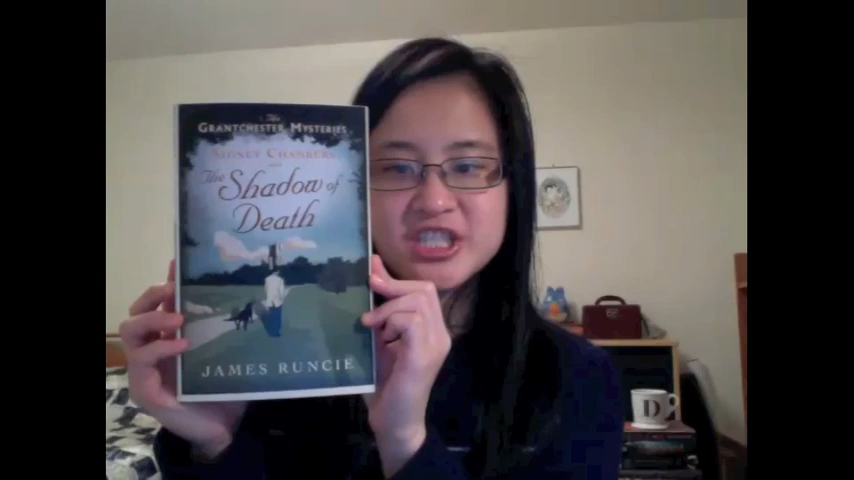 The
GRANTCHESTER MYSTERIES
SIDNEY CHAMBERS
AND
The Shadow of
Death
JAMES RUNCIE
D